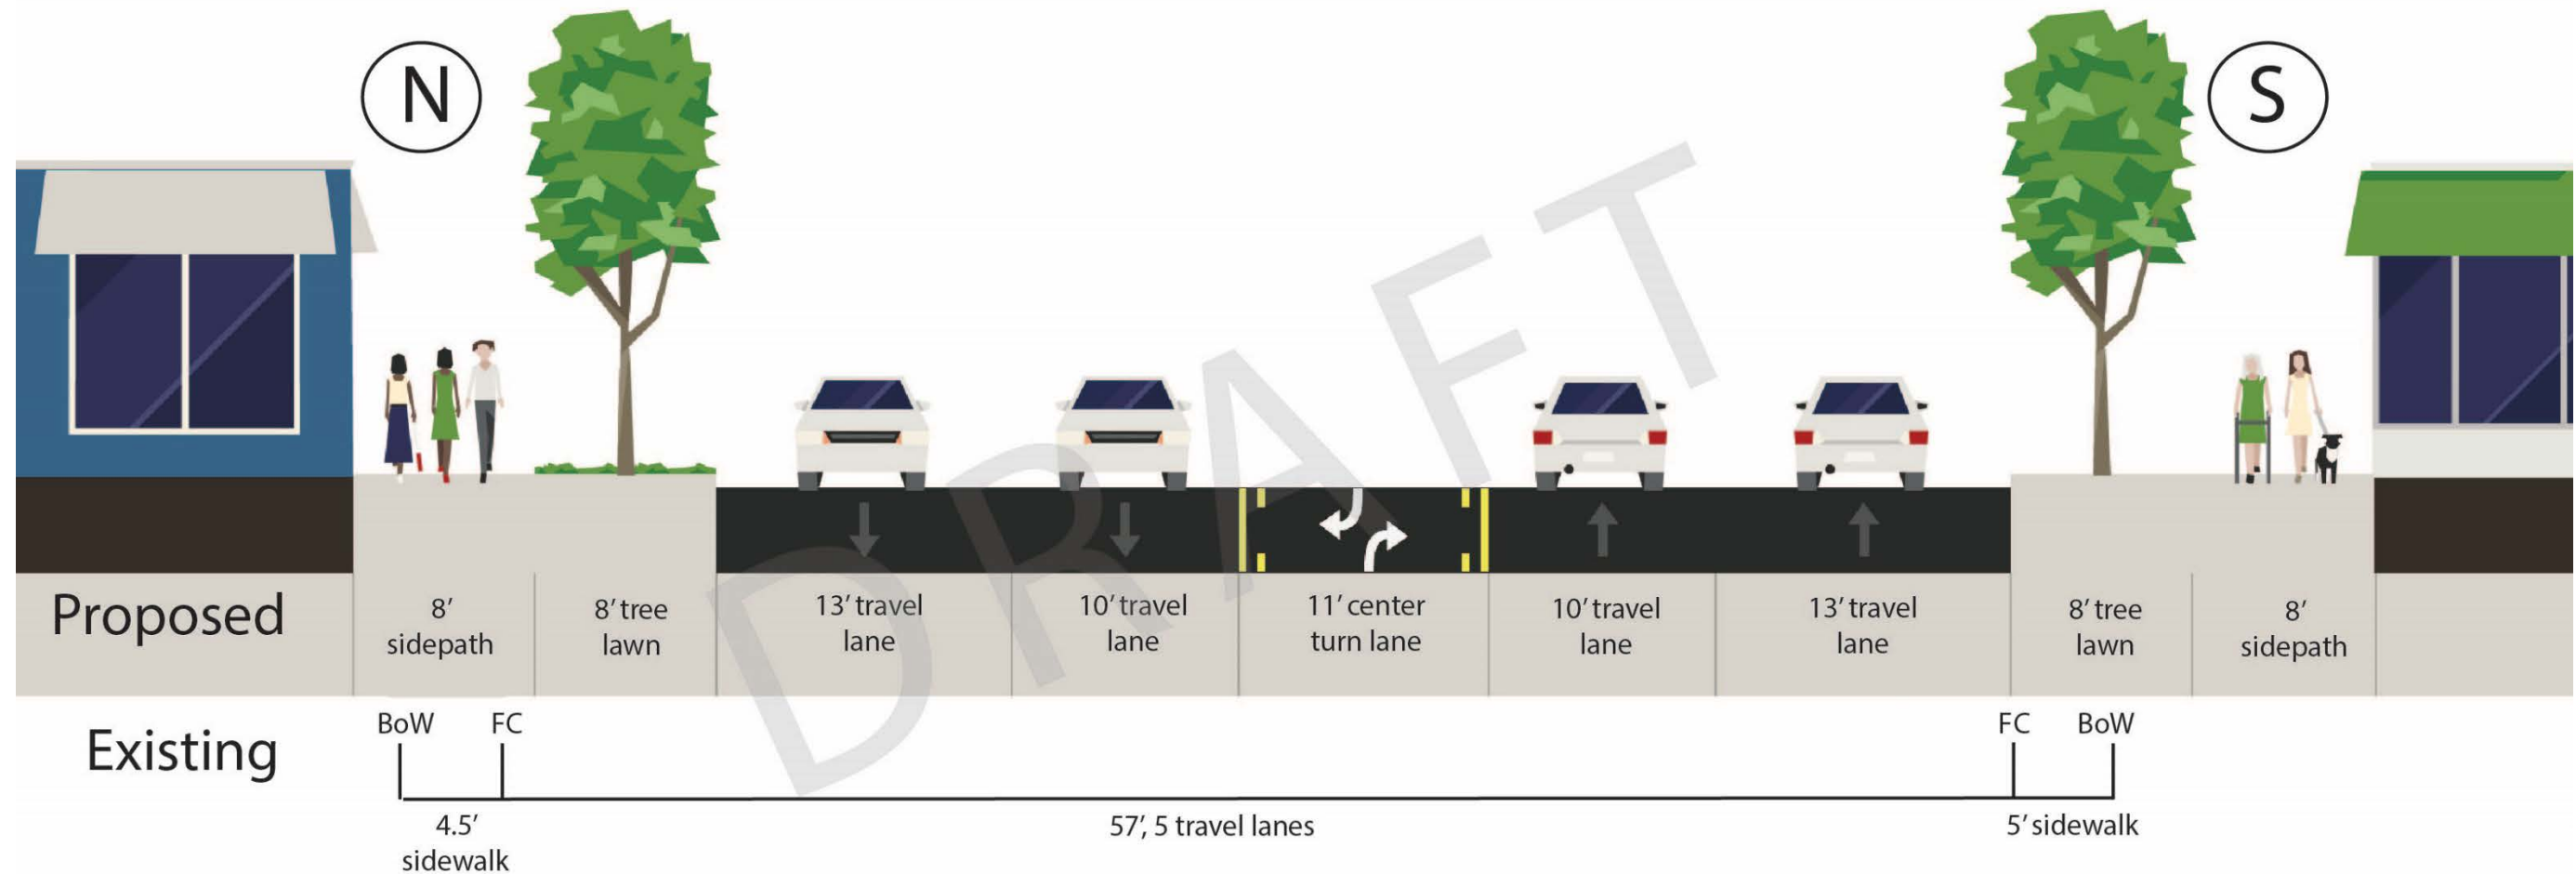 N
S
DRAFT
Proposed
8’
sidepath
8’ tree
lawn
13’ travel
lane
10’ travel
lane
11’ center
turn lane
10’ travel
lane
13’ travel
lane
8’ tree
lawn
8’
sidepath
Existing
BoW
FC
FC
BoW
4.5’
sidewalk
57’, 5 travel lanes
5’ sidewalk